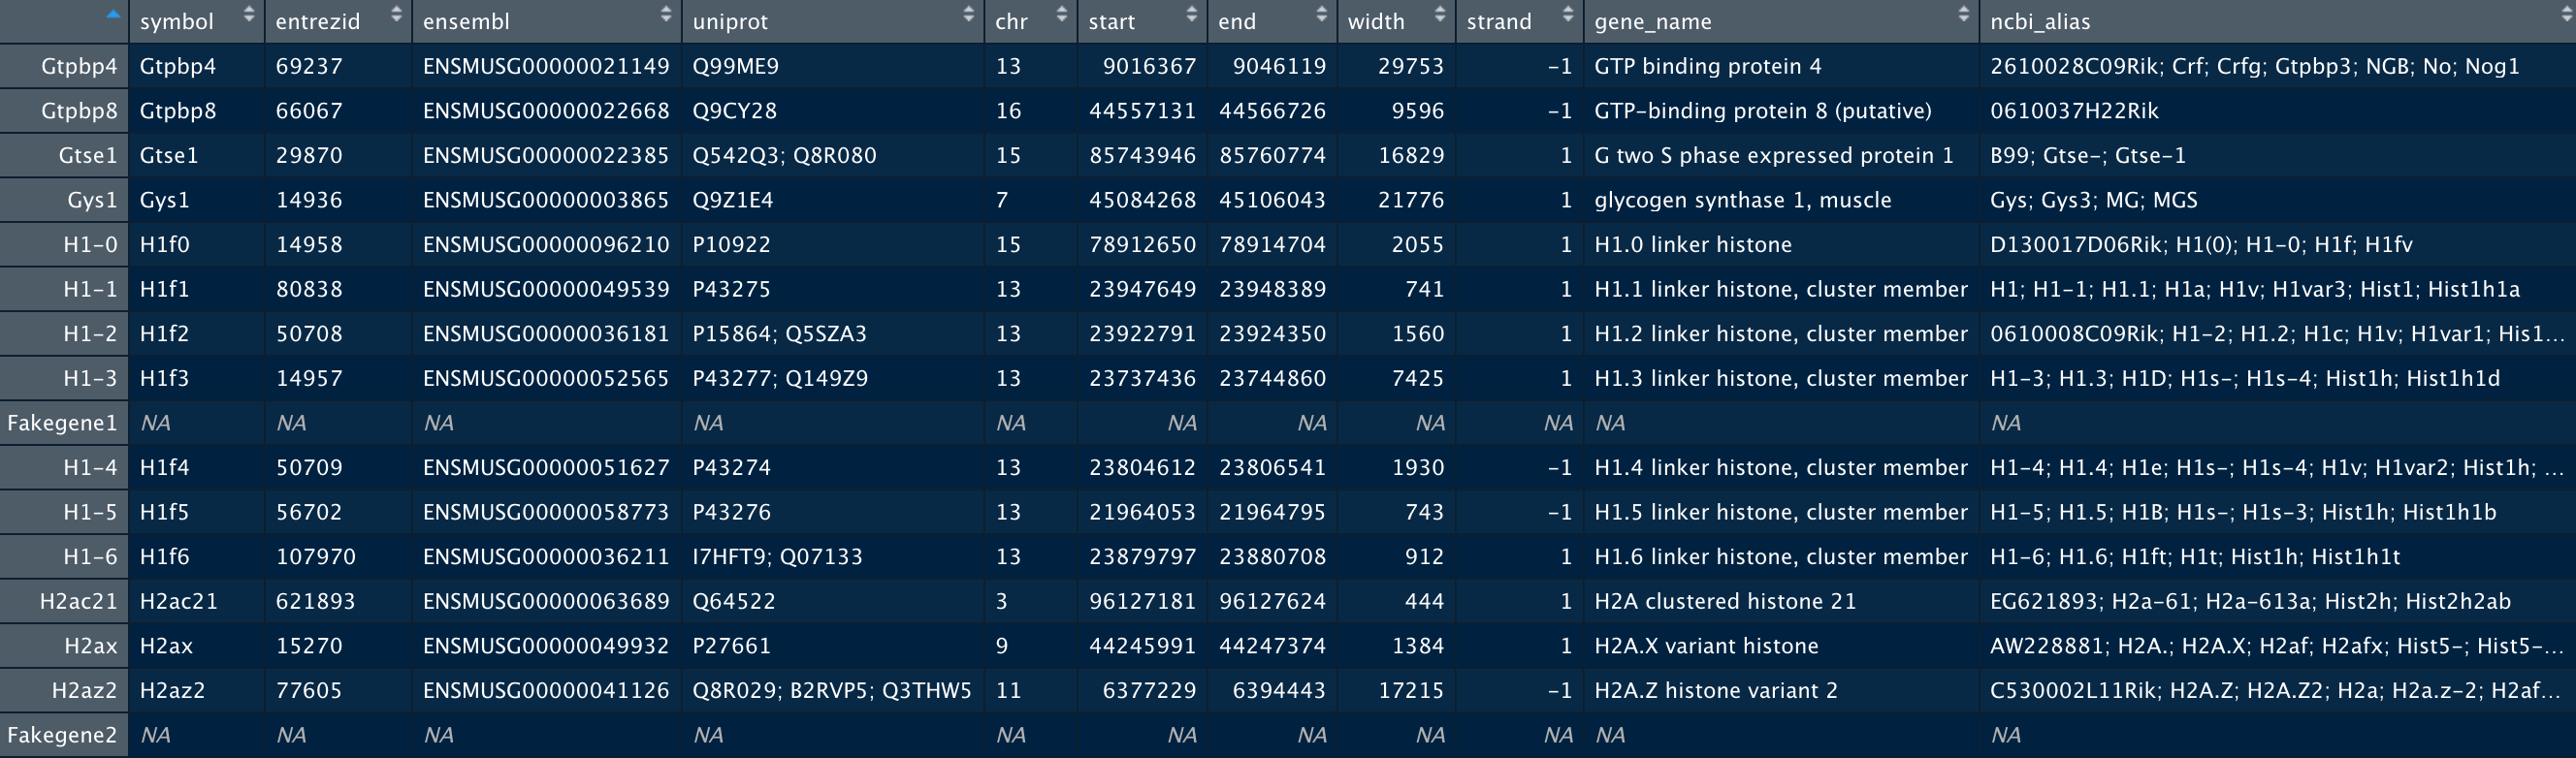 symbol entrezid ensembl uniprot chr start end width strand gene_name ncbi_alias
Gtpbp4 Gtpbp4 69237 ENSMUSG00000021149 Q99ME9 13 9016367 9046119 29753 -1 GTP binding protein 4 2610028C09Rik; Crf; Crfg; Gtpbp3; NGB; No; Nog1
Gtpbp8 Gtpbp8 66067 ENSMUSG00000022668 Q9CY28 16 44557131 44566726 9596 -1 GTP-binding protein 8 (putative) 0610037H22Rik
Gtse1 Gtse1 29870 ENSMUSG00000022385 Q542Q3; Q8R080 15 85743946 85760774 16829 1 G two S phase expressed protein 1 B99; Gtse-; Gtse-1
Gys1 Gys1 14936 ENSMUSG00000003865 Q9Z1E4 7 45084268 45106043 21776 1 glycogen synthase 1, muscle Gys; Gys3; MG; MGS
H1-0 H1f0 14958 ENSMUSG00000096210 P10922 15 78912650 78914704 2055 1 H1.0 linker histone D130017D06Rik; H1(0); H1-0; H1f; H1fv
H1-1 H1f1 80838 ENSMUSG00000049539 P43275 13 23947649 23948389 741 1 H1.1 linker histone, cluster member H1; H1-1; H1.1; H1a; H1v; H1var3; Hist1; Hist1h1a
H1-2 H1f2 50708 ENSMUSG00000036181 P15864; Q5SZA3 13 23922791 23924350 1560 1 H1.2 linker histone, cluster member 0610008C09Rik; H1-2; H1.2; H1c; H1v; H1var1; His1...
H1-3 H1f3 14957 ENSMUSG00000052565 P43277; Q149Z9 13 23737436 23744860 7425 1 H1.3 linker histone, cluster member H1-3; H1.3; H1D; H1s-; H1s-4; Hist1h; Hist1h1d
Fakegene1 NA NA NA NA NA NA NA NA NA NA NA
H1-4 H1f4 50709 ENSMUSG00000051627 P43274 13 23804612 23806541 1930 -1 H1.4 linker histone, cluster member H1-4; H1.4; H1e; H1s-; H1s-4; H1v; H1var2; Hist1h; ...
H1-5 H1f5 56702 ENSMUSG00000058773 P43276 13 21964053 21964795 743 -1 H1.5 linker histone, cluster member H1-5; H1.5; H1B; H1s-; H1s-3; Hist1h; Hist1h1b
H1-6 H1f6 107970 ENSMUSG00000036211 I7HFT9; Q07133 13 23879797 23880708 912 1 H1.6 linker histone, cluster member H1-6; H1.6; H1ft; H1t; Hist1h; Hist1h1t
H2ac21 H2ac21 621893 ENSMUSG00000063689 Q64522 3 96127181 96127624 444 1 H2A clustered histone 21 EG621893; H2a-61; H2a-613a; Hist2h; Hist2h2ab
H2ax H2ax 15270 ENSMUSG00000049932 P27661 9 44245991 44247374 1384 1 H2A.X variant histone AW228881; H2A.; H2A.X; H2af; H2afx; Hist5-; Hist5-...
H2az2 H2az2 77605 ENSMUSG00000041126 Q8R029; B2RVP5; Q3THW5 11 6377229 6394443 17215 -1 H2A.Z histone variant 2 C530002L11Rik; H2A.Z; H2A.Z2; H2a; H2a.z-2; H2af...
Fakegene2 NA NA NA NA NA NA NA NA NA NA NA